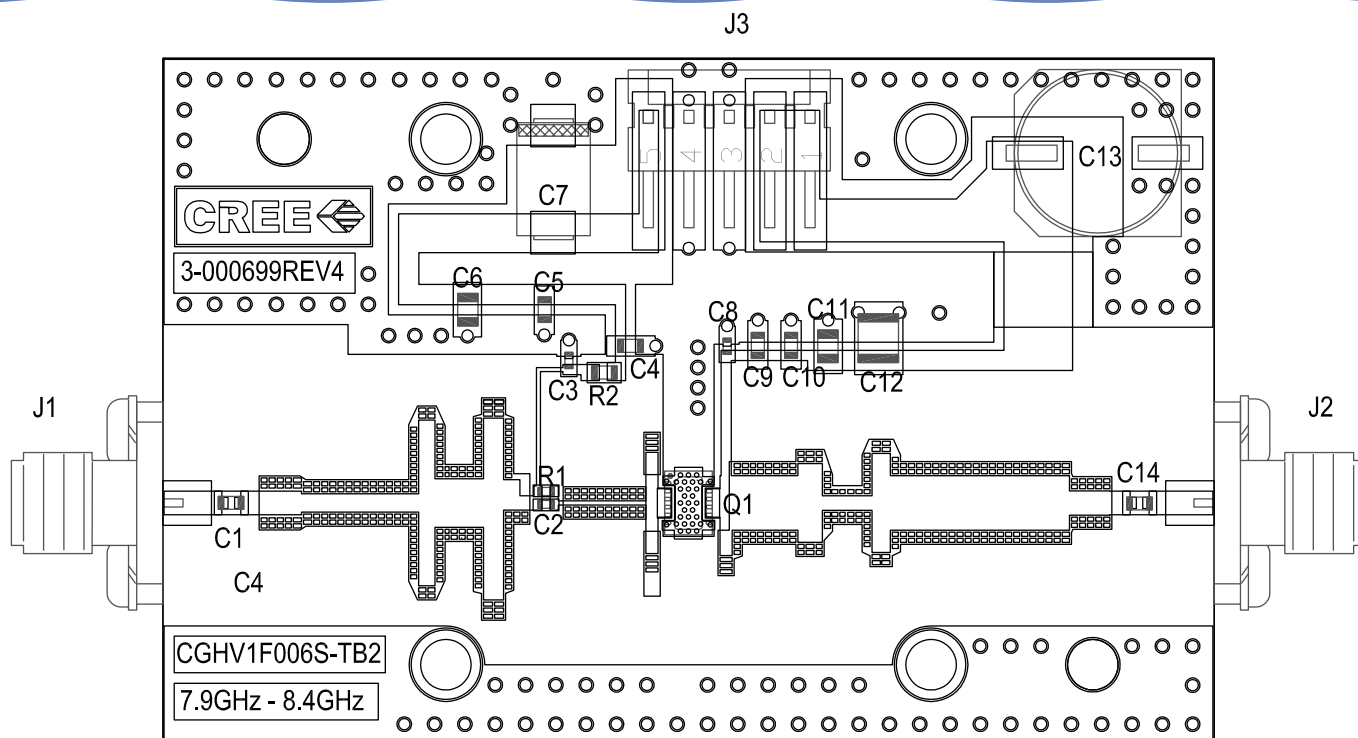 J3
5 4 3 2 1
C13
C7
CREE
3-000699REV4
C6 C5 C8 C11
C3 C4 R2 C9 C10 C12
J1 J2
R1 C14
Q1
C1 C2
C4
CGHV1F006S-TB2
7.9GHz - 8.4GHz